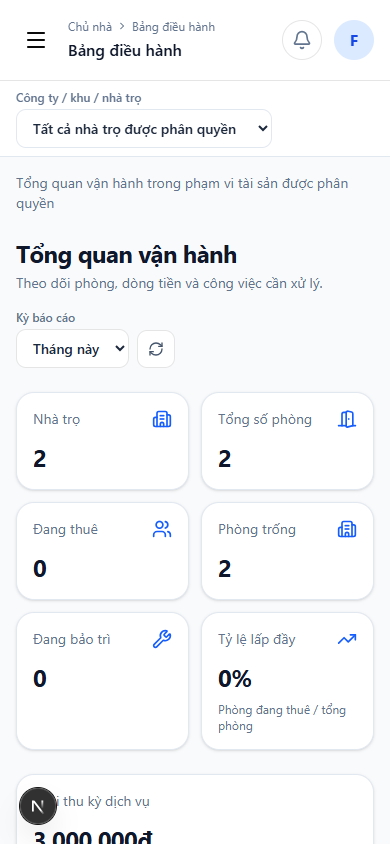 Chủ nhà > Bảng điều hành
Bảng điều hành
F
Công ty / khu / nhà trọ
Tất cả nhà trọ được phân quyền
Tổng quan vận hành trong phạm vi tài sản được phân
quyền
Tổng quan vận hành
Theo dõi phòng, dòng tiền và công việc cần xử lý.
Kỳ báo cáo
Tháng này
Nhà trọ
2
Tổng số phòng
2
Đang thuê
0
Phòng trống
2
Đang bảo trì
0
Tỷ lệ lấp đầy
0%
Phòng đang thuê / tổng
phòng
N
thu kỳ dịch vụ
3.000.000đ